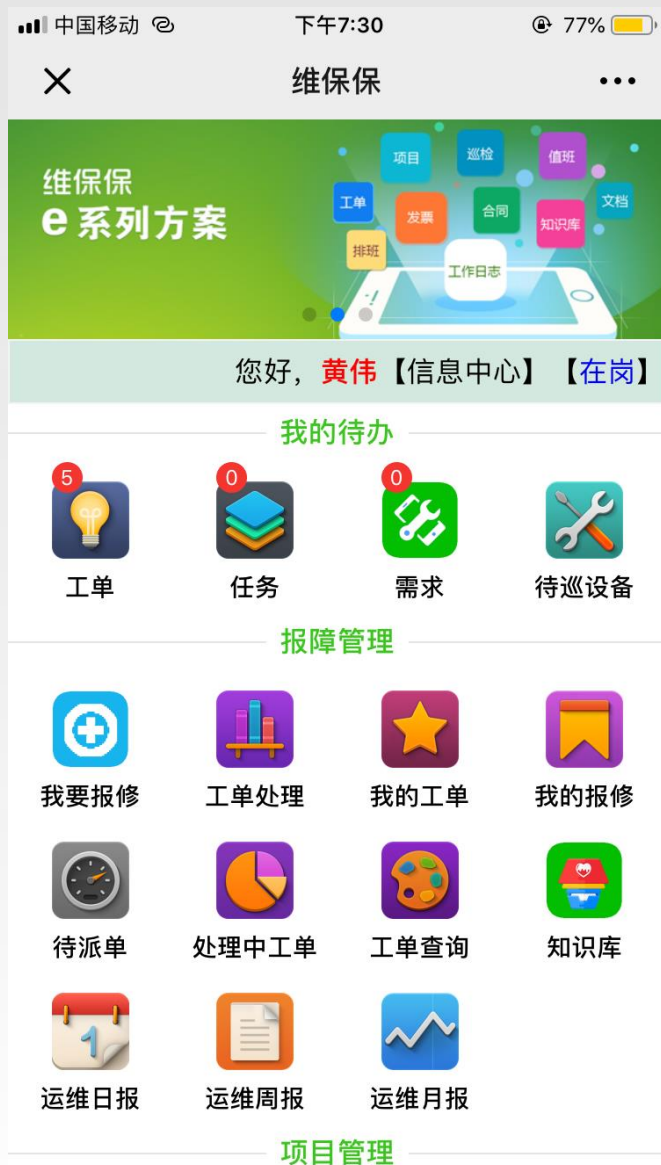 中国移动 下午7:30 77%
维保保
维保保
e系列方案
项目 巡检 值班
工单 发票 合同 知识库 文档
排班 工作日志
您好，黄伟【信息中心】【在岗】
我的待办
5 0 0
工单 任务 需求 待巡设备
报障管理
我要报修 工单处理 我的工单 我的报修
待派单 处理中工单 工单查询 知识库
1
运维日报 运维周报 运维月报
项目管理